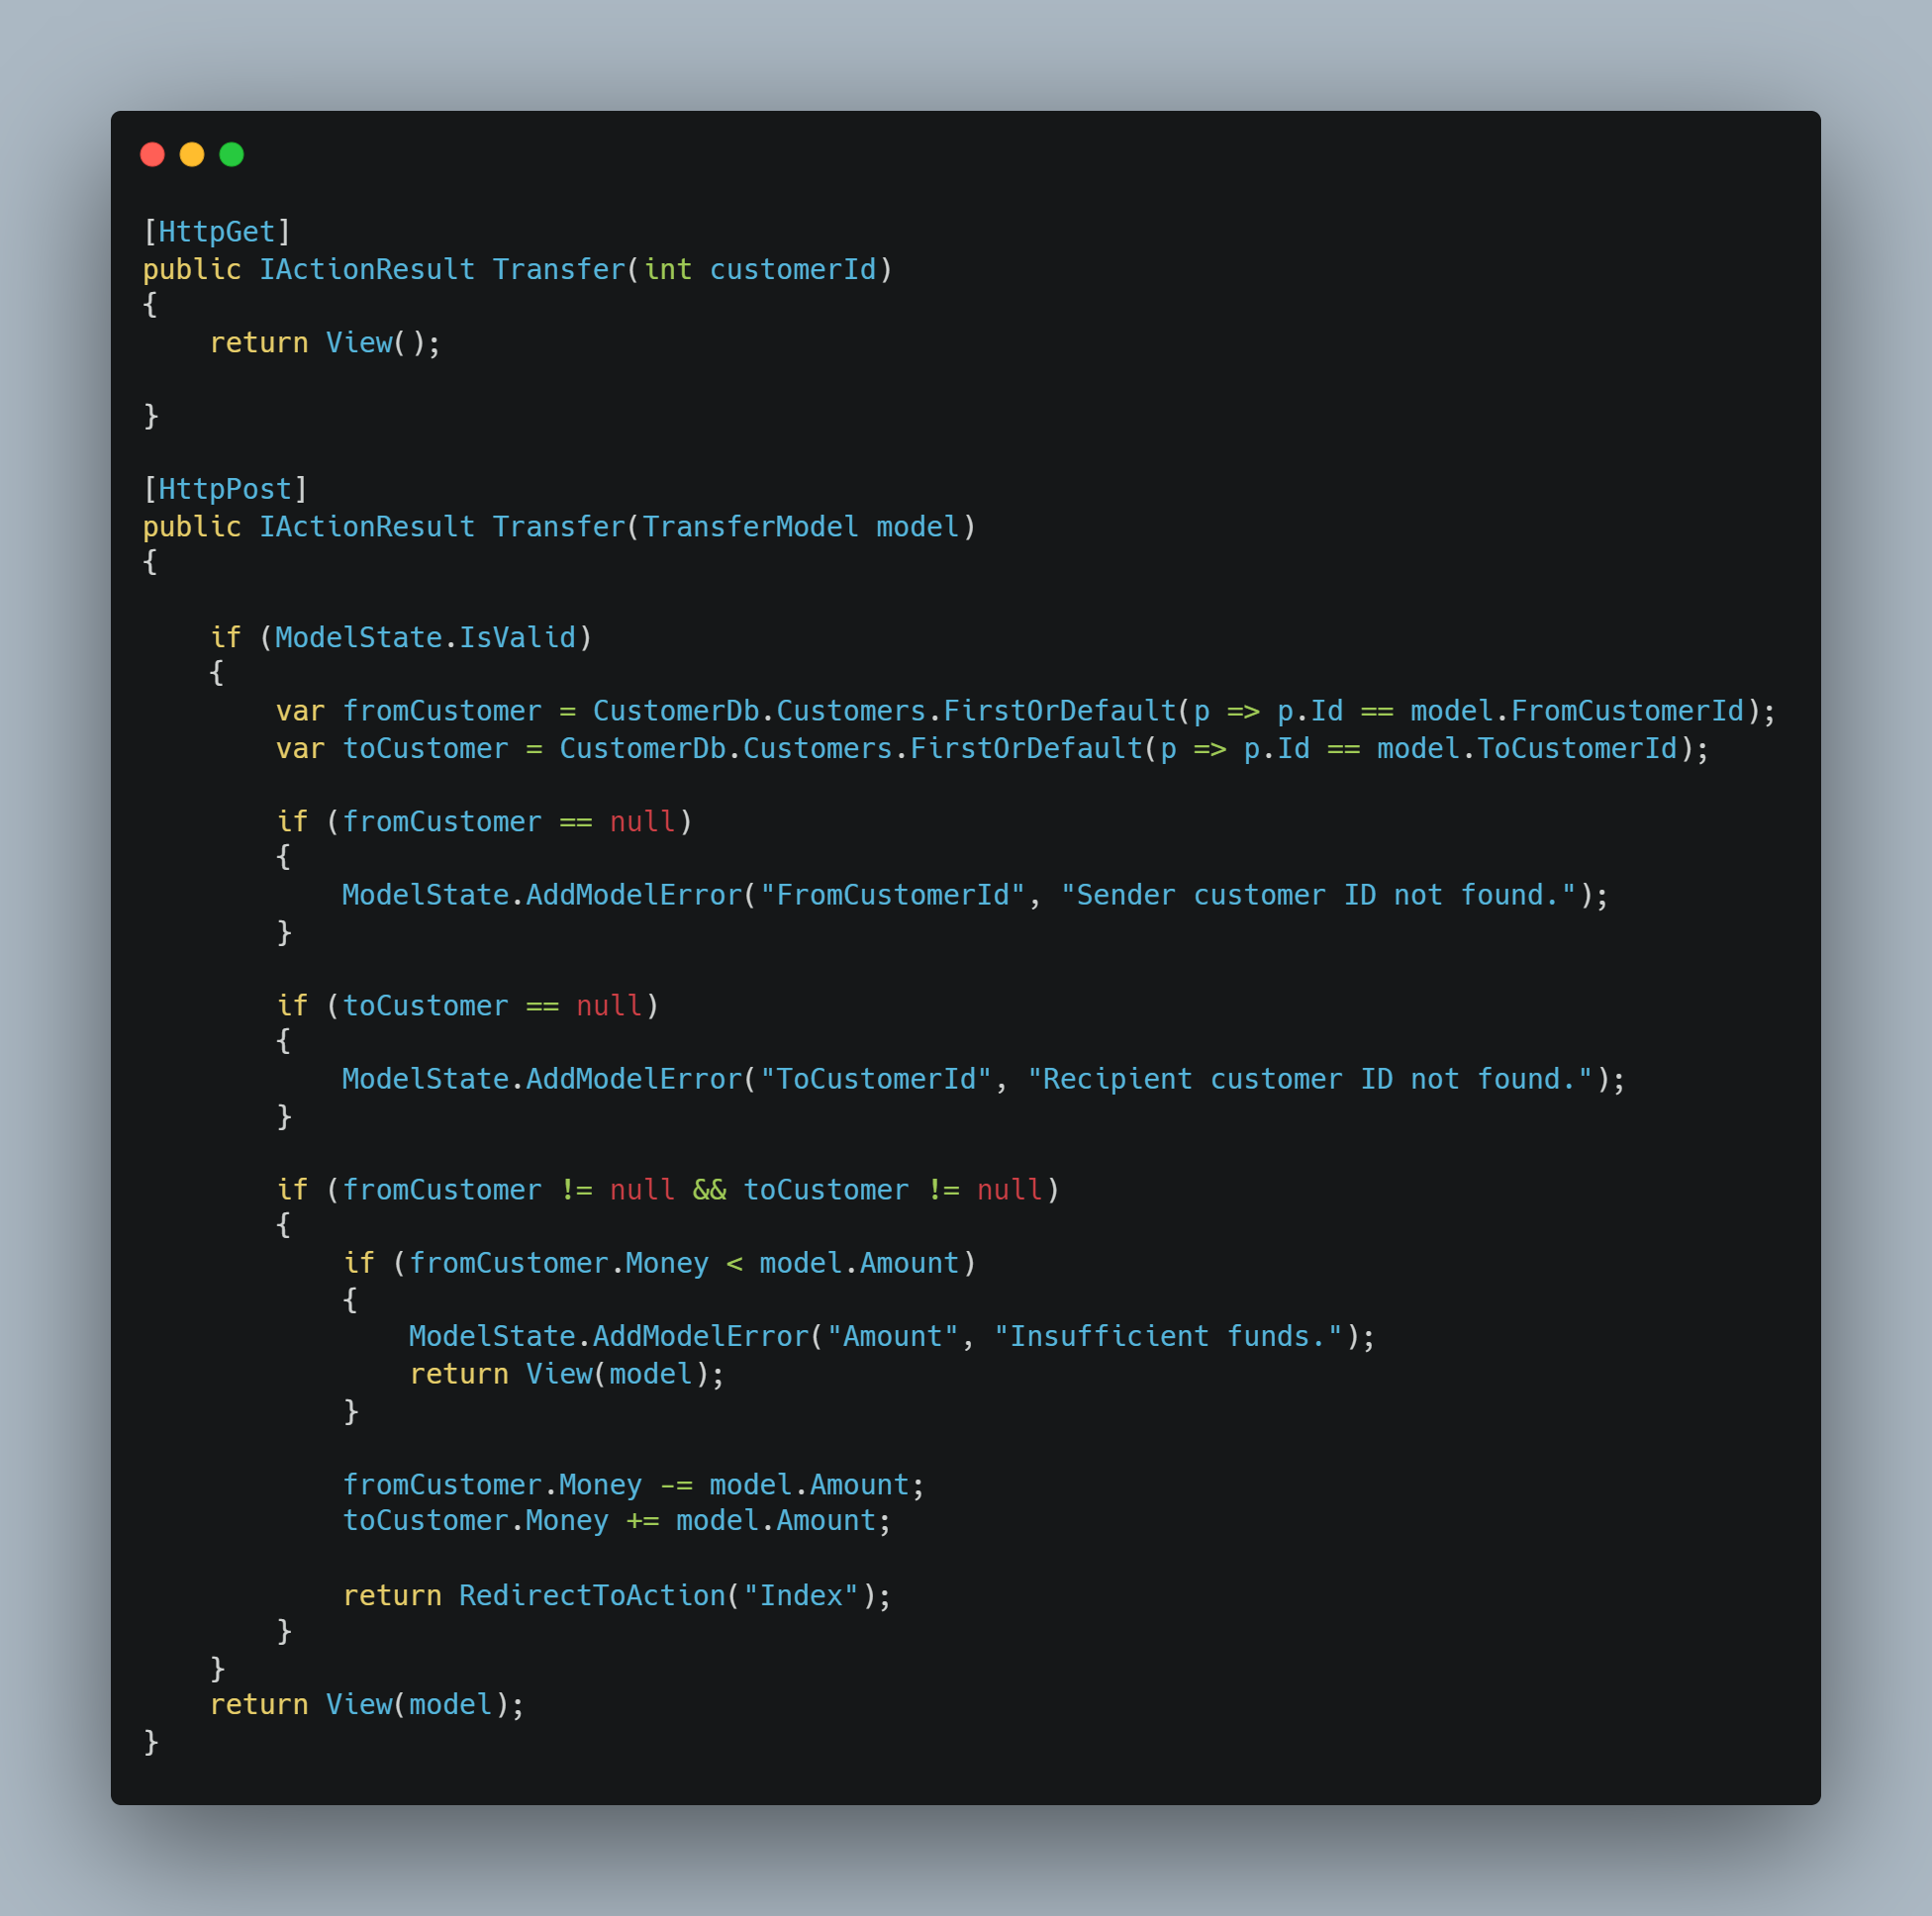 [HttpGet]
public IActionResult Transfer(int customerId)
{
    return View();

}

[HttpPost]
public IActionResult Transfer(TransferModel model)
{

    if (ModelState.IsValid)
    {
        var fromCustomer = CustomerDb.Customers.FirstOrDefault(p => p.Id == model.FromCustomerId);
        var toCustomer = CustomerDb.Customers.FirstOrDefault(p => p.Id == model.ToCustomerId);

        if (fromCustomer == null)
        {
            ModelState.AddModelError("FromCustomerId", "Sender customer ID not found.");
        }

        if (toCustomer == null)
        {
            ModelState.AddModelError("ToCustomerId", "Recipient customer ID not found.");
        }

        if (fromCustomer != null && toCustomer != null)
        {
            if (fromCustomer.Money < model.Amount)
            {
                ModelState.AddModelError("Amount", "Insufficient funds.");
                return View(model);
            }

            fromCustomer.Money -= model.Amount;
            toCustomer.Money += model.Amount;

            return RedirectToAction("Index");
        }
    }
    return View(model);
}